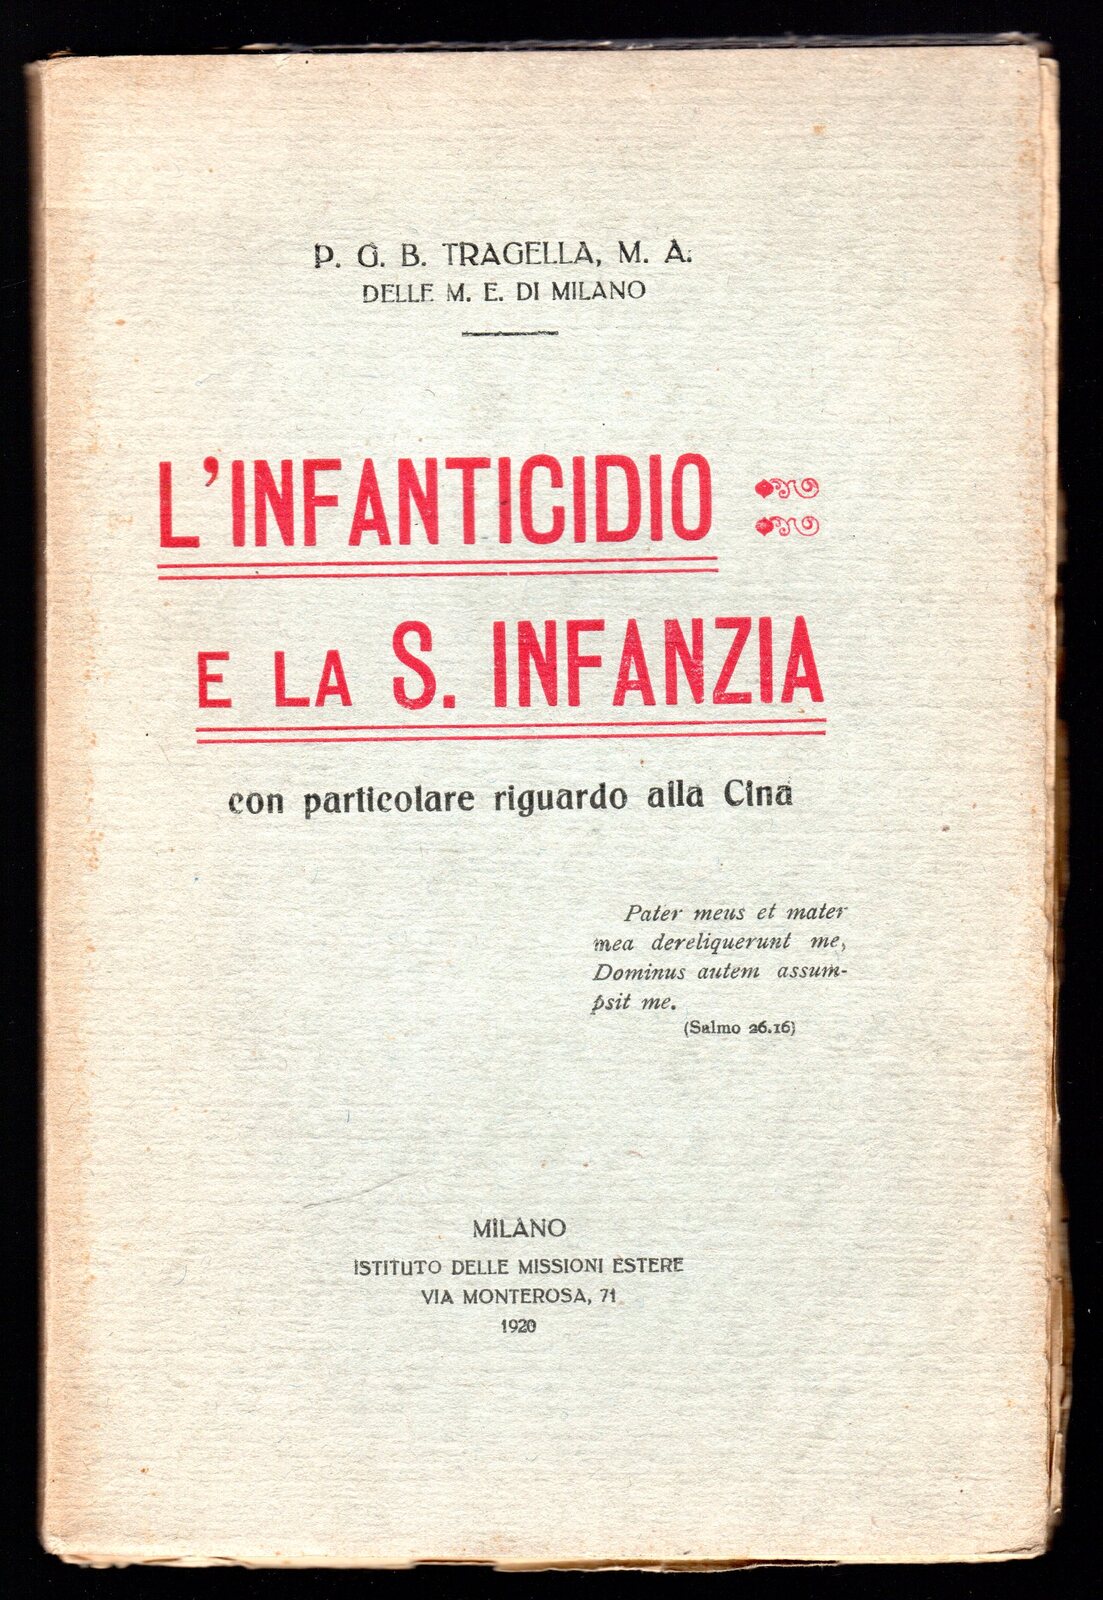 P. G. B. TRAGELLA, M. A.
DELLE M. E. DI MILANO
L'INFANTICIDIO
E LA S. INFANZIA
con particolare riguardo alla Cina
Pater meus et mater
mea dereliquerunt me,
Dominus autem assum-
psit me.
(Salmo 26.16)
MILANO
ISTITUTO DELLE MISSIONI ESTERE
VIA MONTEROSA, 71
1920